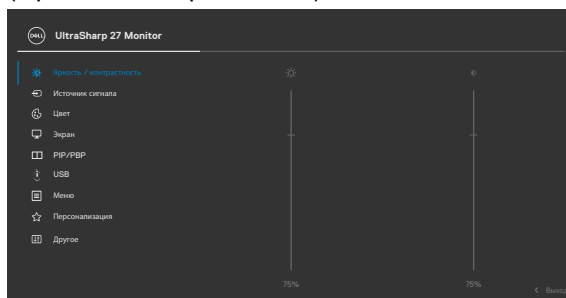 DELL UltraSharp 27 Monitor
Яркость / контрастность
Источник сигнала
Цвет
Экран
PIP/PBP
USB
Меню
Персонализация
Другое
75% 75%
Выход